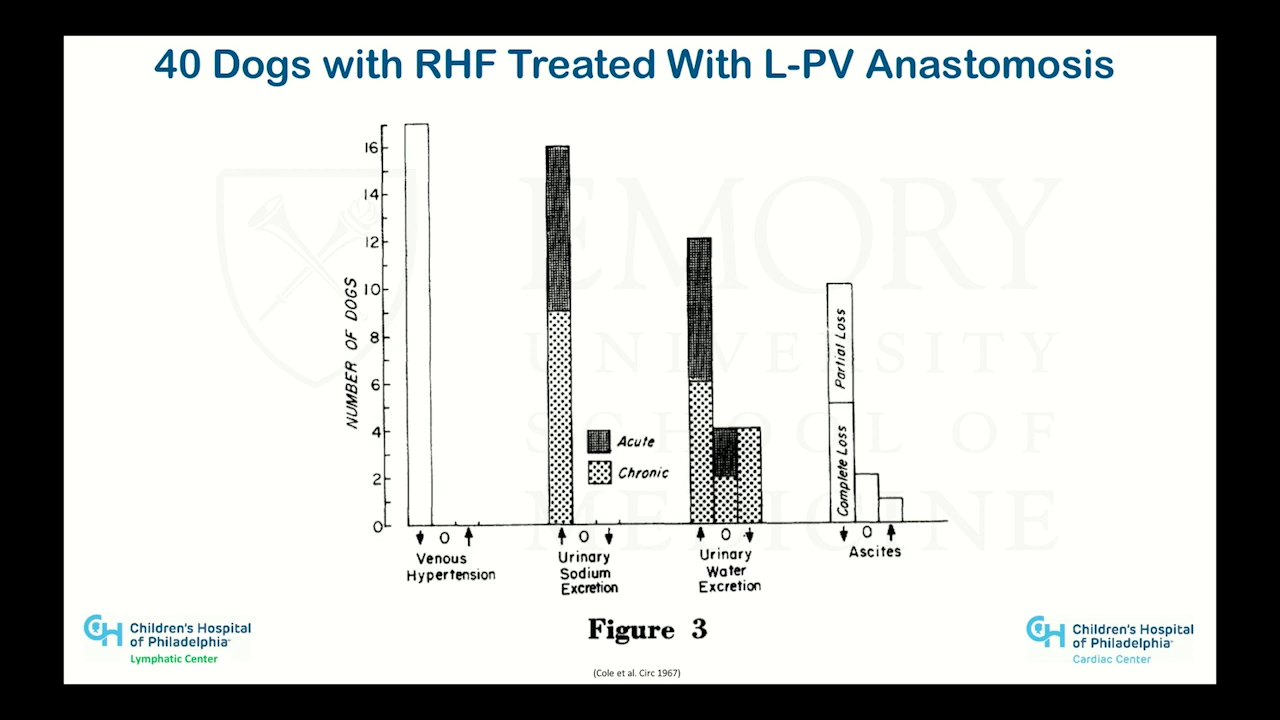 40 Dogs with RHF Treated With L-PV Anastomosis
EMORY
UNIVERSITY
SCHOOL OF
MEDICINE
NUMBER OF DOGS
16
14
12
10
8
6
4
2
0
Acute
Chronic
Partial Loss
Complete Loss
↓ O ↑
Venous
Hypertension
↑ O ↓
Urinary
Sodium
Excretion
↑ O ↓
Urinary
Water
Excretion
↓ O ↑
Ascites
Figure 3
CH Children's Hospital
of Philadelphia
Lymphatic Center
CH Children's Hospital
of Philadelphia
Cardiac Center
(Cole et al. Circ 1967)